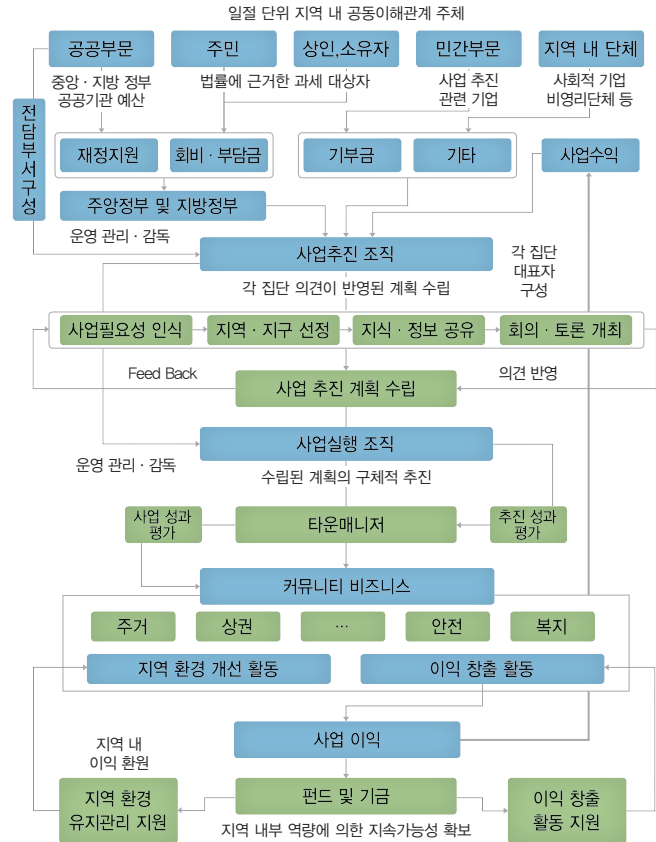 일절 단위 지역 내 공동이해관계 주체
공공부문
주민
상인,소유자
민간부문
지역 내 단체
중앙 · 지방 정부
공공기관 예산
법률에 근거한 과세 대상자
사업 추진
관련 기업
사회적 기업
비영리단체 등
전담부서구성
재정지원
회비 · 부담금
기부금
기타
사업수익
주앙정부 및 지방정부
운영 관리 · 감독
사업추진 조직
각 집단
대표자
구성
각 집단 의견이 반영된 계획 수립
사업필요성 인식
지역 · 지구 선정
지식 · 정보 공유
회의 · 토론 개최
Feed Back
사업 추진 계획 수립
의견 반영
사업실행 조직
운영 관리 · 감독
수립된 계획의 구체적 추진
사업 성과
평가
타운매니저
추진 성과
평가
커뮤니티 비즈니스
주거
상권
···
안전
복지
지역 환경 개선 활동
이익 창출 활동
사업 이익
지역 내
이익 환원
지역 환경
유지관리 지원
펀드 및 기금
이익 창출
활동 지원
지역 내부 역량에 의한 지속가능성 확보